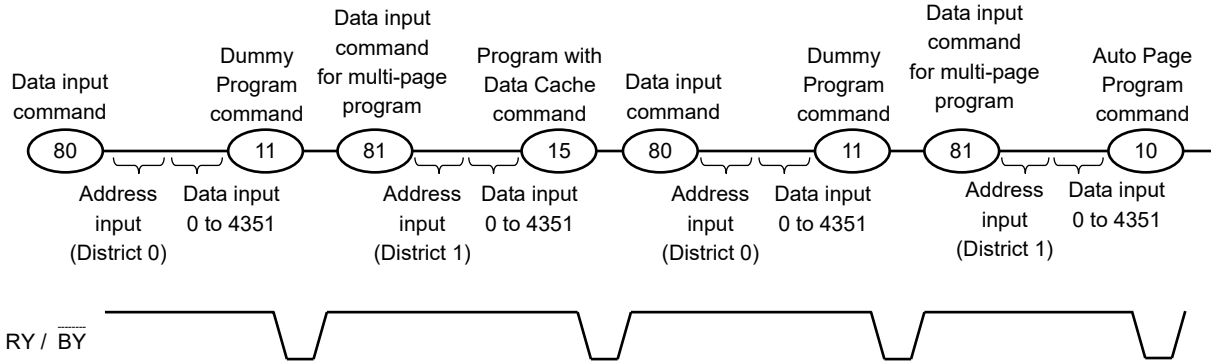 Data input
command
80
Address
input
(District 0)
Data input
0 to 4351
Dummy
Program
command
11
Data input
command
for multi-page
program
81
Address
input
(District 1)
Data input
0 to 4351
Program with
Data Cache
command
15
Data input
command
80
Address
input
(District 0)
Data input
0 to 4351
Dummy
Program
command
11
Data input
command
for multi-page
program
81
Address
input
(District 1)
Data input
0 to 4351
Auto Page
Program
command
10
RY / BY